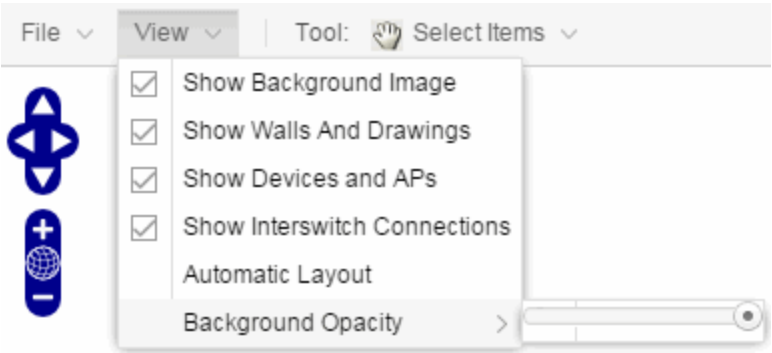 File View Tool: Select Items
Show Background Image
Show Walls And Drawings
Show Devices and APs
Show Interswitch Connections
Automatic Layout
Background Opacity